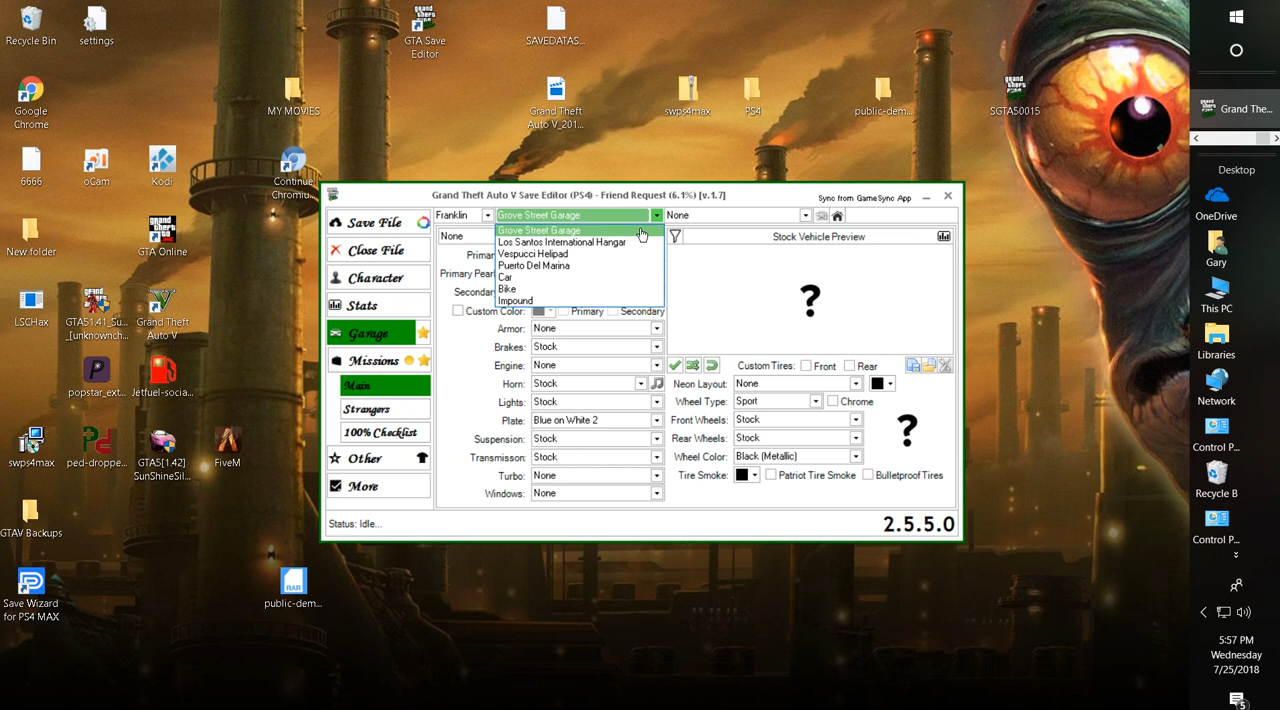 Recycle Bin
settings
GTA Save
Editor
SAVEDATAS...
Google
Chrome
MY MOVIES
Grand Theft
Auto V_201...
swps4max
PS4
public-dem...
SGTA50015
6666
oCam
Kodi
Continue
Chromiu...
New folder
GTA Online
LSCHax
GTA51.41_Su...
_[unknownch...
Grand Theft
Auto V
popstar_ext...
Jetfuel-socia...
swps4max
ped-droppe...
GTA5[1.42]
SunShineSil...
FiveM
GTAV Backups
Save Wizard
for PS4 MAX
public-dem...
Grand Theft Auto V Save Editor (PS4) - Friend Request (6.1%) [v.1.7]
Sync from GameSync App
Save File
Close File
Character
Stats
Garage
Missions
Main
Strangers
100% Checklist
Other
More
Franklin
Grove Street Garage
None
None
Grove Street Garage
Los Santos International Hangar
Vespucci Helipad
Puerto Del Marina
Car
Bike
Impound
Stock Vehicle Preview
?
Custom Color:
Primary
Secondary
Armor: None
Brakes: Stock
Engine: None
Horn: Stock
Lights: Stock
Plate: Blue on White 2
Suspension: Stock
Transmisson: Stock
Turbo: None
Windows: None
Custom Tires: Front Rear
Neon Layout: None
Wheel Type: Sport Chrome
Front Wheels: Stock
Rear Wheels: Stock
Wheel Color: Black (Metallic)
Tire Smoke: Patriot Tire Smoke Bulletproof Tires
?
Status: Idle...
2.5.5.0
Grand The...
Desktop
OneDrive
Gary
This PC
Libraries
Network
Control P...
Recycle B
Control P...
5:57 PM
Wednesday
7/25/2018
5